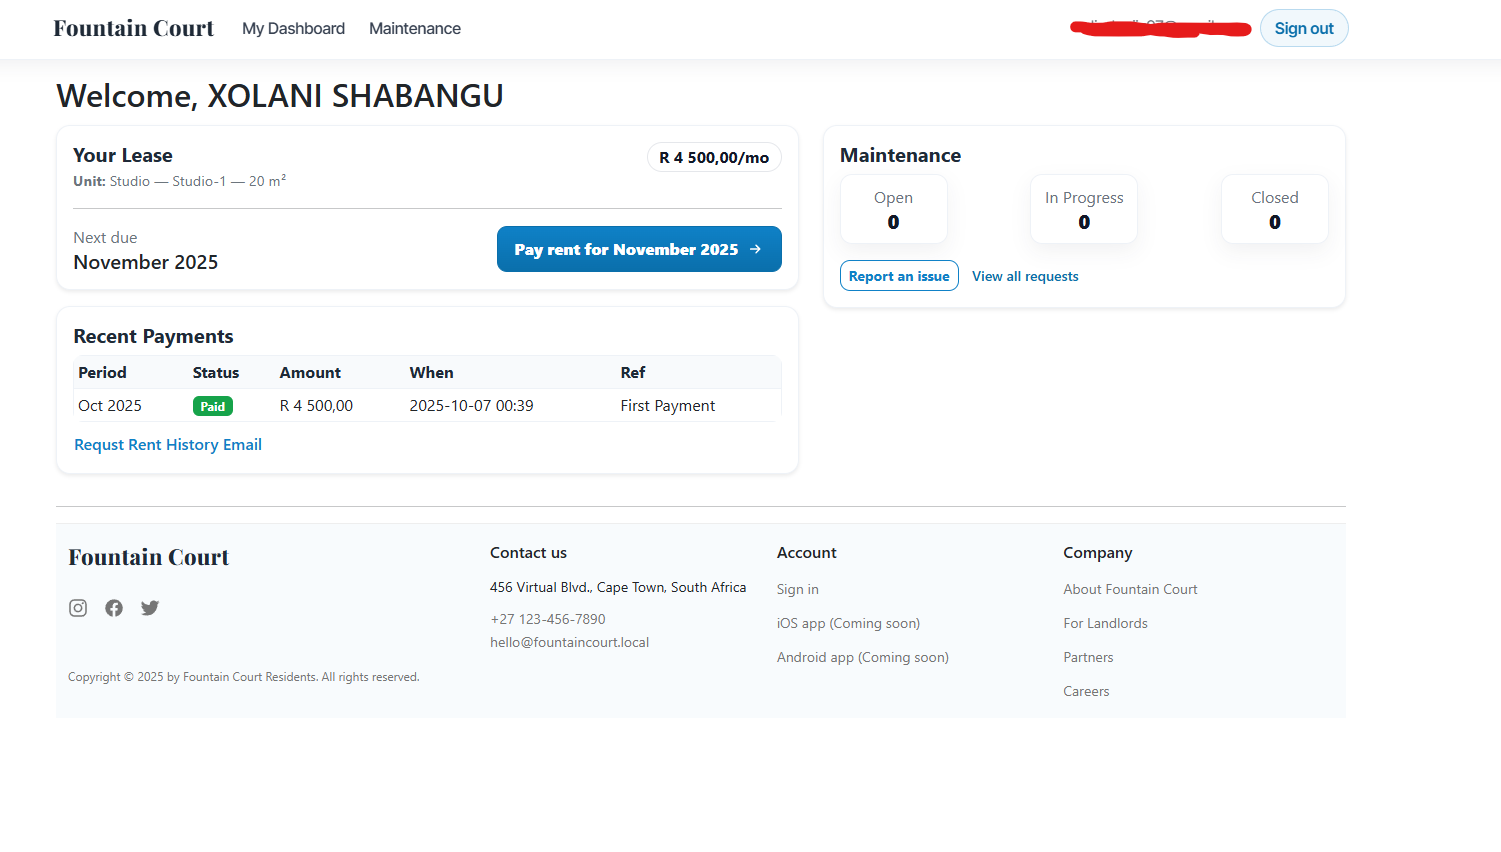 Fountain Court My Dashboard Maintenance Sign out
Welcome, XOLANI SHABANGU
Your Lease R 4 500,00/mo
Unit: Studio — Studio-1 — 20 m²
Next due
November 2025
Pay rent for November 2025 →
Recent Payments
Period Status Amount When Ref
Oct 2025 Paid R 4 500,00 2025-10-07 00:39 First Payment
Requst Rent History Email
Maintenance
Open In Progress Closed
0 0 0
Report an issue View all requests
Fountain Court
Copyright © 2025 by Fountain Court Residents. All rights reserved.
Contact us
456 Virtual Blvd., Cape Town, South Africa
+27 123-456-7890
hello@fountaincourt.local
Account
Sign in
iOS app (Coming soon)
Android app (Coming soon)
Company
About Fountain Court
For Landlords
Partners
Careers